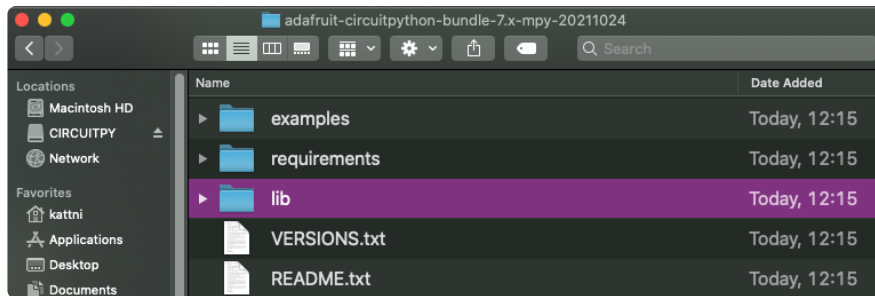 adafruit-circuitpython-bundle-7.x-mpy-20211024
Search
Locations
Macintosh HD
CIRCUITPY
Network
Favorites
kattni
Applications
Desktop
Documents
Name Date Added
examples Today, 12:15
requirements Today, 12:15
lib Today, 12:15
VERSIONS.txt Today, 12:15
README.txt Today, 12:15